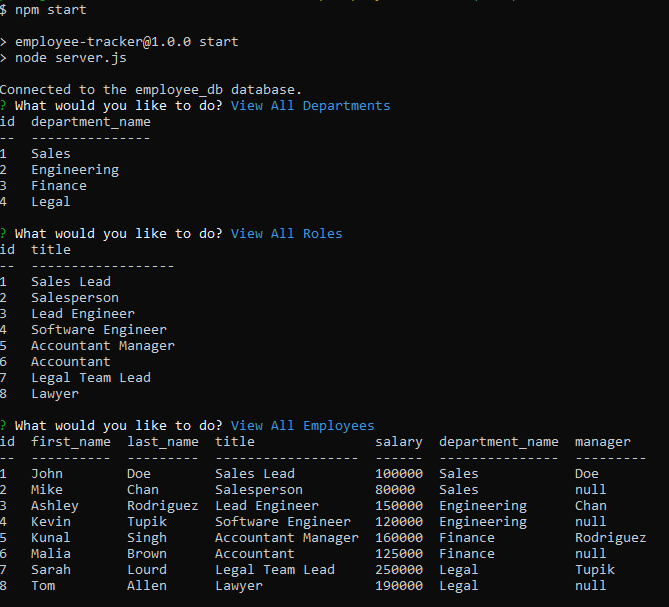 $ npm start
> employee-tracker@1.0.0 start
> node server.js
Connected to the employee_db database.
? What would you like to do? View All Departments
id  department_name
--  ---------------
1   Sales
2   Engineering
3   Finance
4   Legal
? What would you like to do? View All Roles
id  title
--  ------------------
1   Sales Lead
2   Salesperson
3   Lead Engineer
4   Software Engineer
5   Accountant Manager
6   Accountant
7   Legal Team Lead
8   Lawyer
? What would you like to do? View All Employees
id  first_name  last_name  title               salary  department_name  manager
--  ----------  ---------  ------------------  ------  ---------------  ---------
1   John        Doe        Sales Lead          100000  Sales            Doe
2   Mike        Chan       Salesperson         80000   Sales            null
3   Ashley      Rodriguez  Lead Engineer       150000  Engineering      Chan
4   Kevin       Tupik      Software Engineer   120000  Engineering      null
5   Kunal       Singh      Accountant Manager  160000  Finance          Rodriguez
6   Malia       Brown      Accountant          125000  Finance          null
7   Sarah       Lourd      Legal Team Lead     250000  Legal            Tupik
8   Tom         Allen      Lawyer              190000  Legal            null